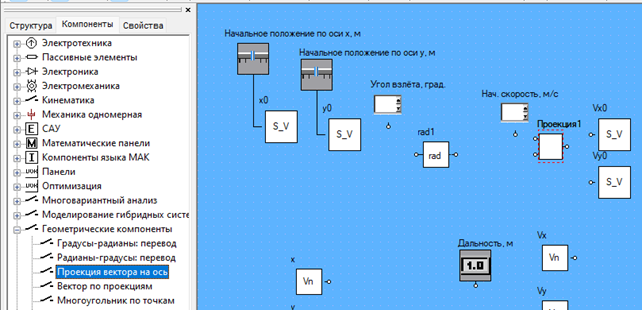 Структура Компоненты Свойства
Электротехника
Пассивные элементы
Электроника
Электромеханика
Кинематика
Механика одномерная
E САУ
M Математические панели
I Компоненты языка МАК
Панели
Оптимизация
Многовариантный анализ
Моделирование гибридных систе
Геометрические компоненты
Градусы-радианы: перевод
Радианы-градусы: перевод
Проекция вектора на ось
Вектор по проекциям
Многоугольник по точкам
Начальное положение по оси x, м
Начальное положение по оси y, м
Угол взлёта, град.
Нач. скорость, м/с
x0
S_V
y0
S_V
rad1
rad
Проекция1
Vx0
S_V
Vy0
S_V
x
Vn
y
Дальность, м
1.0
Vx
Vn
Vy